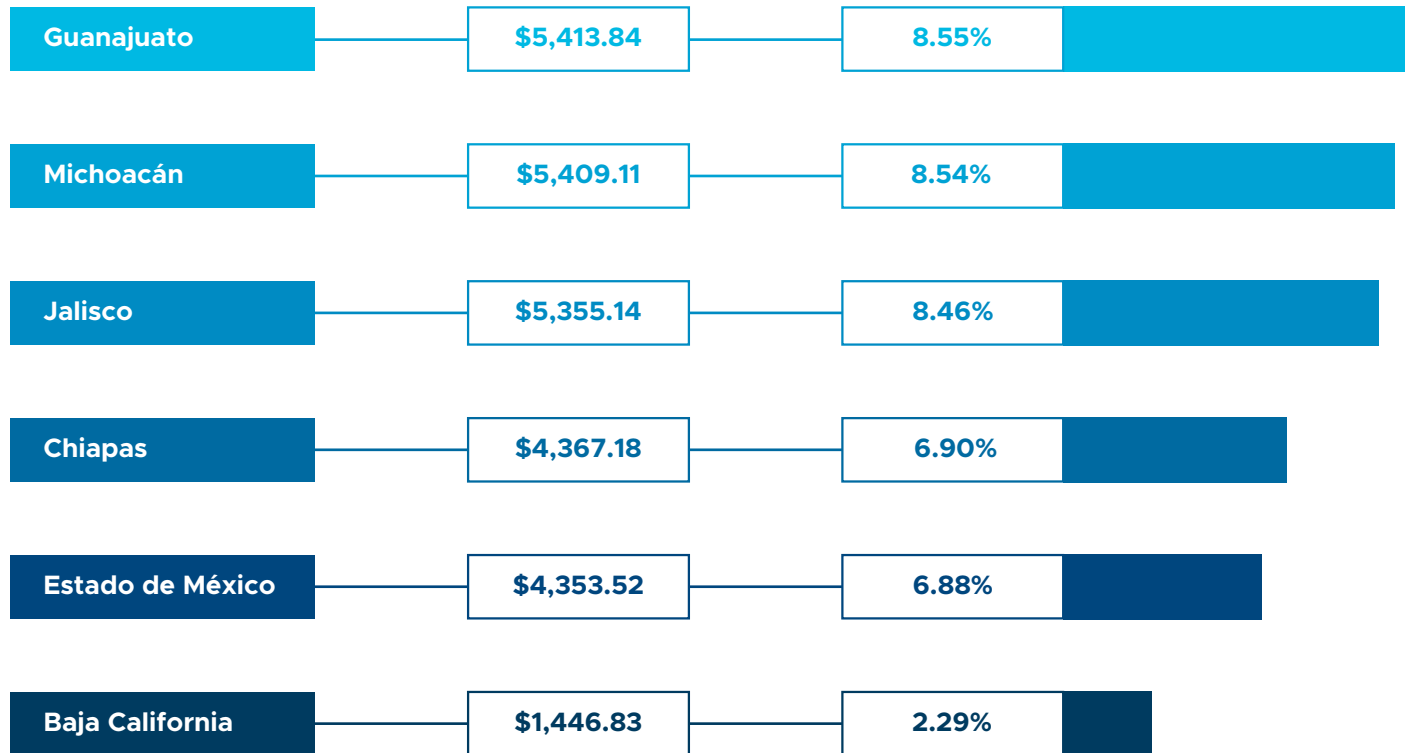 Guanajuato $5,413.84 8.55%
Michoacán $5,409.11 8.54%
Jalisco $5,355.14 8.46%
Chiapas $4,367.18 6.90%
Estado de México $4,353.52 6.88%
Baja California $1,446.83 2.29%